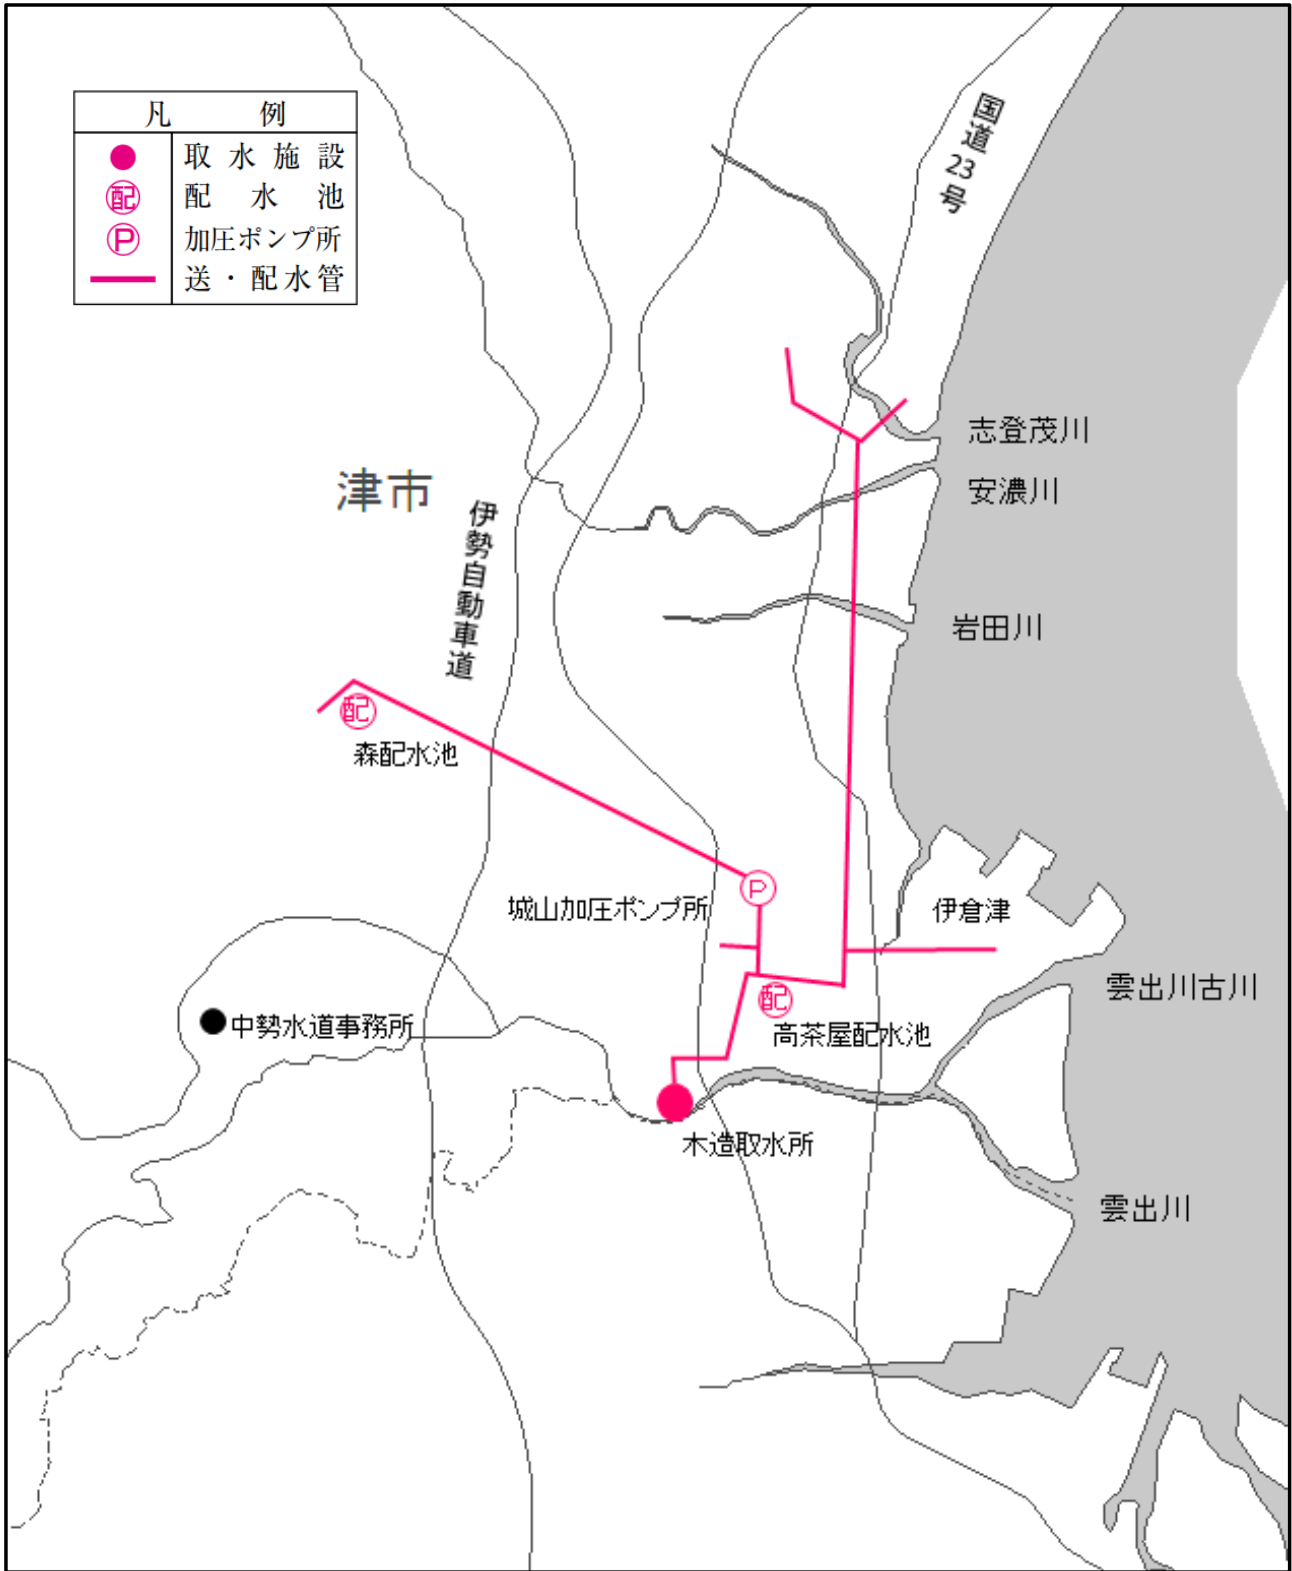 凡 例
取水施設
配 配水池
P 加圧ポンプ所
送・配水管
国道23号
志登茂川
安濃川
津市
伊勢自動車道
岩田川
配
森配水池
P
城山加圧ポンプ所
伊倉津
雲出川古川
配
中勢水道事務所
高茶屋配水池
木造取水所
雲出川